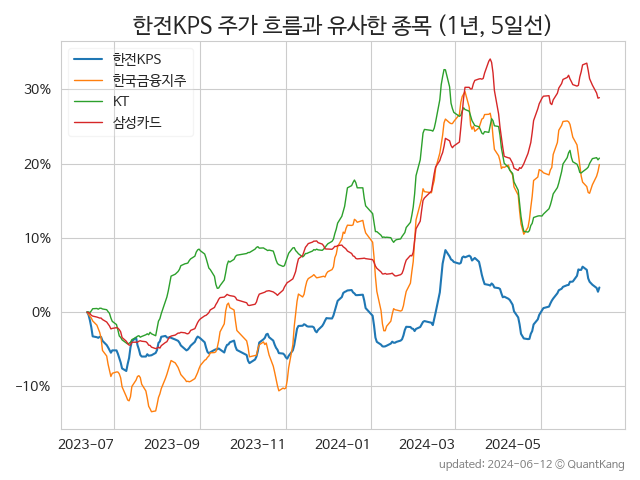 한전KPS 주가 흐름과 유사한 종목 (1년, 5일선)
한전KPS
한국금융지주
KT
삼성카드
30%
20%
10%
0%
−10%
2023-07
2023-09
2023-11
2024-01
2024-03
2024-05
updated: 2024-06-12 © QuantKang